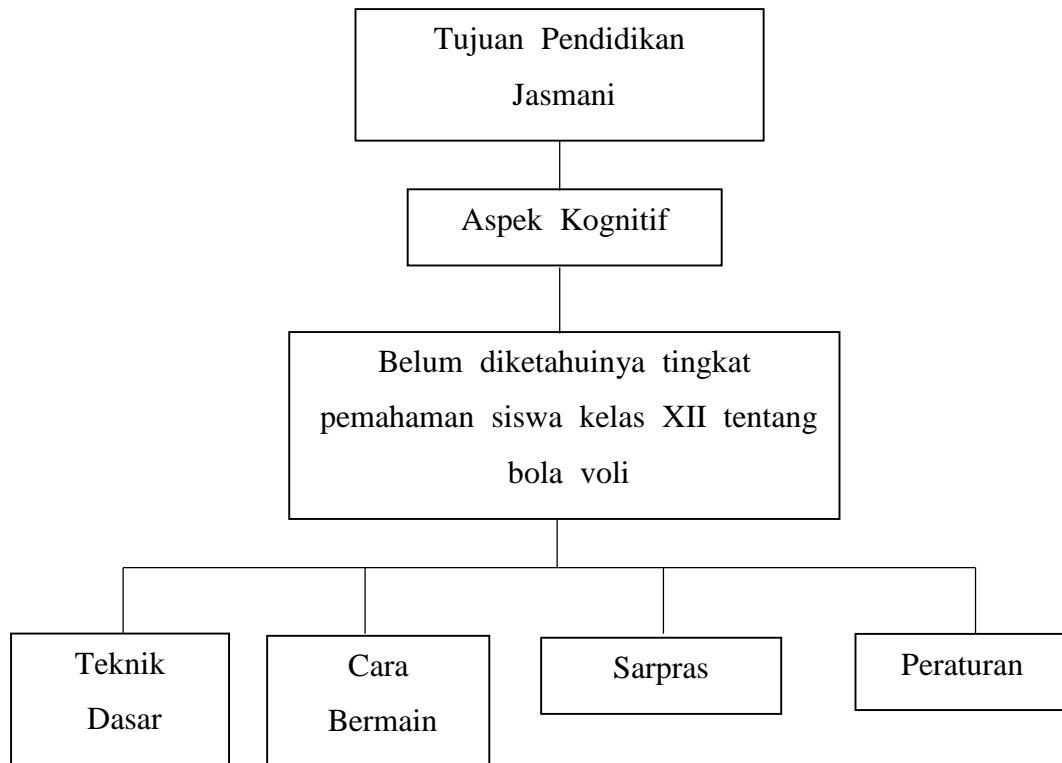 Tujuan Pendidikan
Jasmani
Aspek Kognitif
Belum diketahuinya tingkat
pemahaman siswa kelas XII tentang
bola voli
Teknik
Dasar
Cara
Bermain
Sarpras
Peraturan